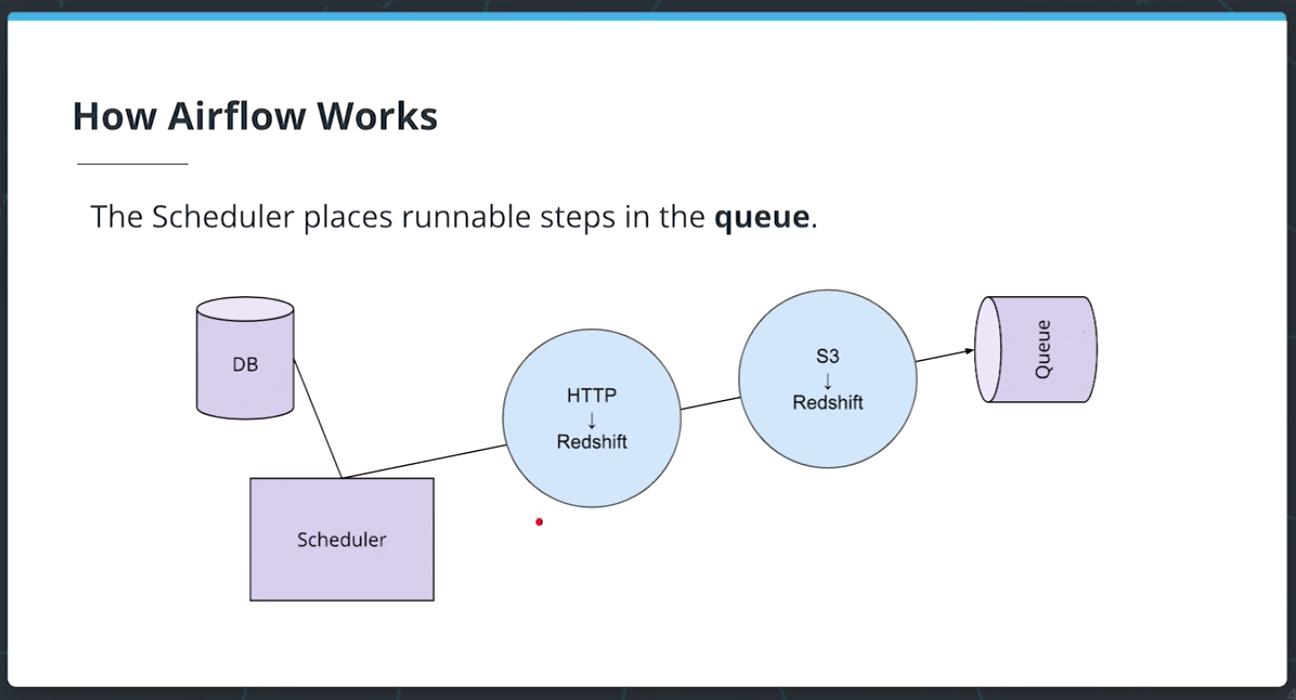 How Airflow Works
The Scheduler places runnable steps in the queue.
DB
HTTP
↓
Redshift
S3
↓
Redshift
Queue
Scheduler